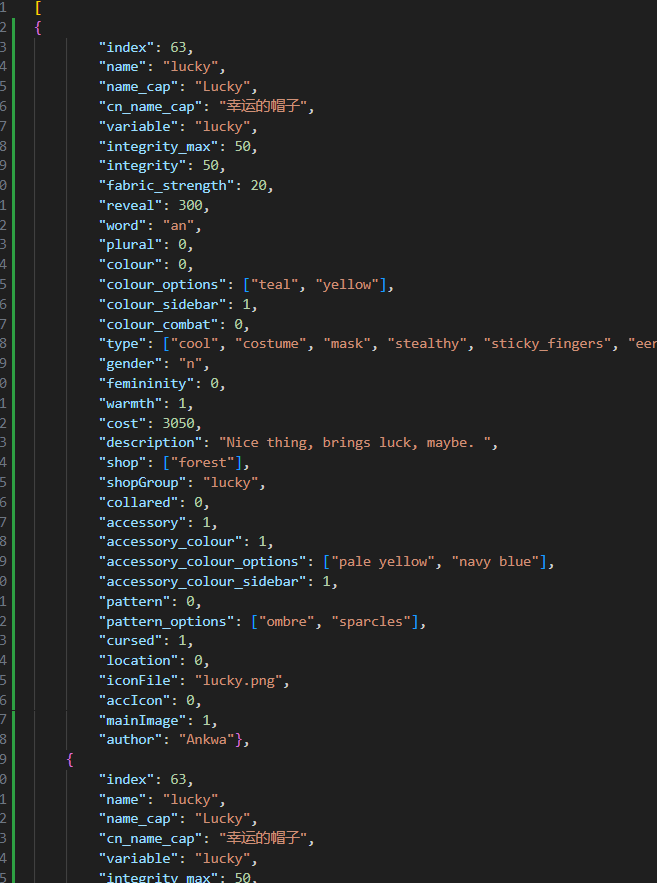 1 [
2 {
3 "index": 63,
4 "name": "lucky",
5 "name_cap": "Lucky",
6 "cn_name_cap": "幸运的帽子",
7 "variable": "lucky",
8 "integrity_max": 50,
9 "integrity": 50,
0 "fabric_strength": 20,
1 "reveal": 300,
2 "word": "an",
3 "plural": 0,
4 "colour": 0,
5 "colour_options": ["teal", "yellow"],
6 "colour_sidebar": 1,
7 "colour_combat": 0,
8 "type": ["cool", "costume", "mask", "stealthy", "sticky_fingers", "eer
9 "gender": "n",
0 "femininity": 0,
1 "warmth": 1,
2 "cost": 3050,
3 "description": "Nice thing, brings luck, maybe. ",
4 "shop": ["forest"],
5 "shopGroup": "lucky",
6 "collared": 0,
7 "accessory": 1,
8 "accessory_colour": 1,
9 "accessory_colour_options": ["pale yellow", "navy blue"],
0 "accessory_colour_sidebar": 1,
1 "pattern": 0,
2 "pattern_options": ["ombre", "sparcles"],
3 "cursed": 1,
4 "location": 0,
5 "iconFile": "lucky.png",
6 "accIcon": 0,
7 "mainImage": 1,
8 "author": "Ankwa"},
9 {
0 "index": 63,
1 "name": "lucky",
2 "name_cap": "Lucky",
3 "cn_name_cap": "幸运的帽子",
4 "variable": "lucky",
5 "integrity_max": 50,